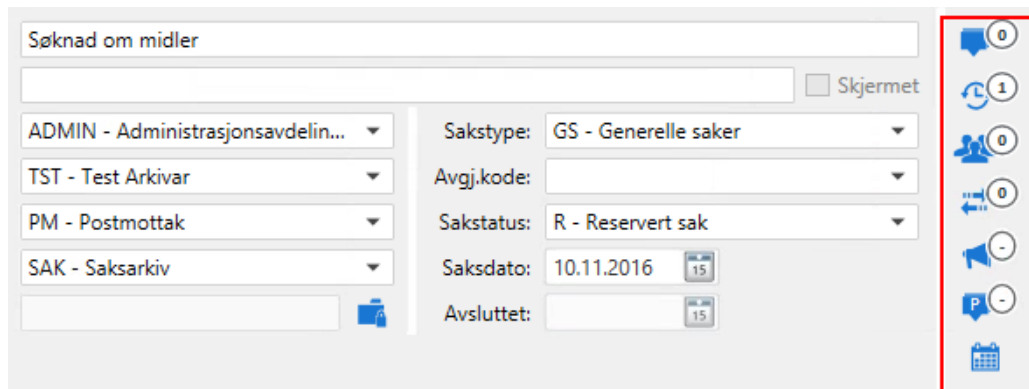 Søknad om midler
0
Skjermet
1
ADMIN - Administrasjonsavdelin...
Sakstype: GS - Generelle saker
0
TST - Test Arkivar
Avgj.kode:
PM - Postmottak
Sakstatus: R - Reservert sak
0
SAK - Saksarkiv
Saksdato: 10.11.2016 15
-
Avsluttet: 15
P -